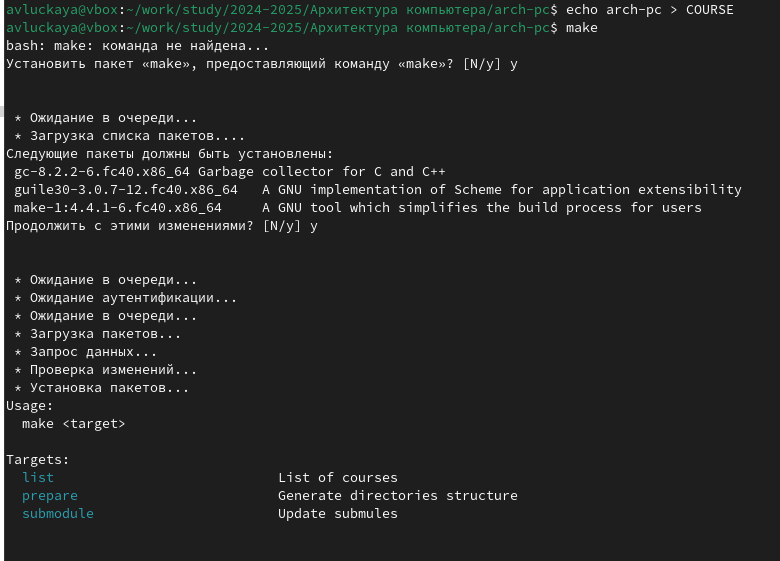 avluckaya@vbox:~/work/study/2024-2025/Архитектура компьютера/arch-pc$ echo arch-pc > COURSE
avluckaya@vbox:~/work/study/2024-2025/Архитектура компьютера/arch-pc$ make
bash: make: команда не найдена...
Установить пакет «make», предоставляющий команду «make»? [N/y] y
* Ожидание в очереди...
* Загрузка списка пакетов....
Следующие пакеты должны быть установлены:
gc-8.2.2-6.fc40.x86_64 Garbage collector for C and C++
guile30-3.0.7-12.fc40.x86_64   A GNU implementation of Scheme for application extensibility
make-1:4.4.1-6.fc40.x86_64     A GNU tool which simplifies the build process for users
Продолжить с этими изменениями? [N/y] y
* Ожидание в очереди...
* Ожидание аутентификации...
* Ожидание в очереди...
* Загрузка пакетов...
* Запрос данных...
* Проверка изменений...
* Установка пакетов...
Usage:
make <target>
Targets:
list                            List of courses
prepare                         Generate directories structure
submodule                       Update submules